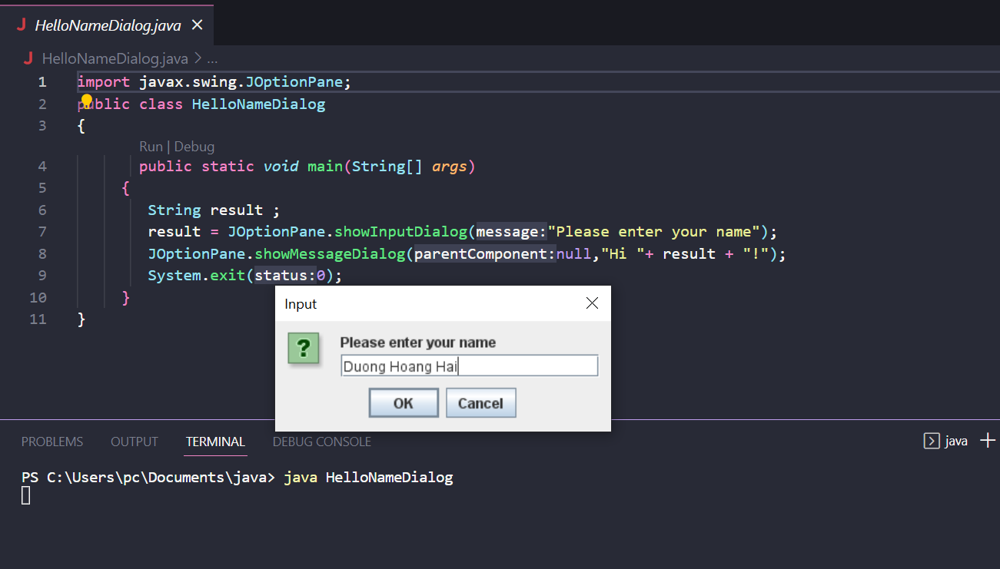 J HelloNameDialog.java ×
J HelloNameDialog.java > ...
1 import javax.swing.JOptionPane;
2 public class HelloNameDialog
3 {
Run | Debug
4 public static void main(String[] args)
5 {
6 String result ;
7 result = JOptionPane.showInputDialog(message:"Please enter your name");
8 JOptionPane.showMessageDialog(parentComponent:null,"Hi "+ result + "!");
9 System.exit(status:0);
10 }
11 }
Input
?
Please enter your name
Duong Hoang Hai
OK Cancel
PROBLEMS OUTPUT TERMINAL DEBUG CONSOLE java +
PS C:\Users\pc\Documents\java> java HelloNameDialog